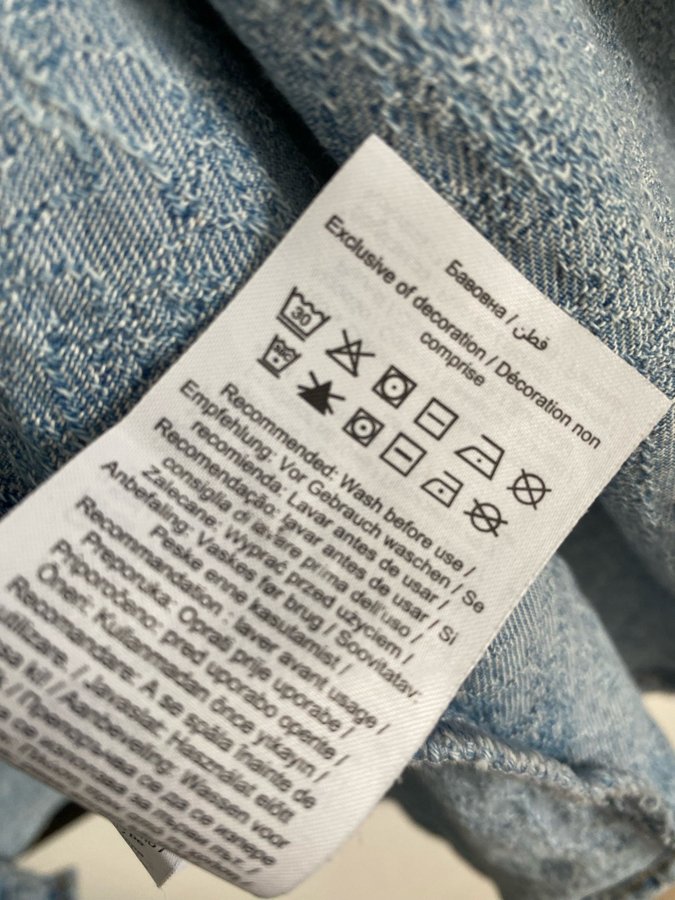 Бавовна / قطن
Exclusive of decoration / Décoration non
comprise
30
Recommended: Wash before use /
Empfehlung: Vor Gebrauch waschen / Se
recomienda: Lavar antes de usar /
Recomendação: lavar antes de usar / Si
consiglia di lavare prima dell'uso /
Zalecane: Wyprać przed użyciem /
Anbefaling: Vaskes før brug / Soovitatav:
Peske enne kasutamist /
Recommandation : laver avant usage /
Preporuka: Oprati prije uporabe /
Priporočeno: pred uporabo operite /
Öneri: Kullanmadan önce yıkayın /
Recomandare: A se spăla înainte de
utilizare. / Javaslat: Használat előtt
kil / Aanbeveling: Wassen voor
/ Препоръчва се да се изпере